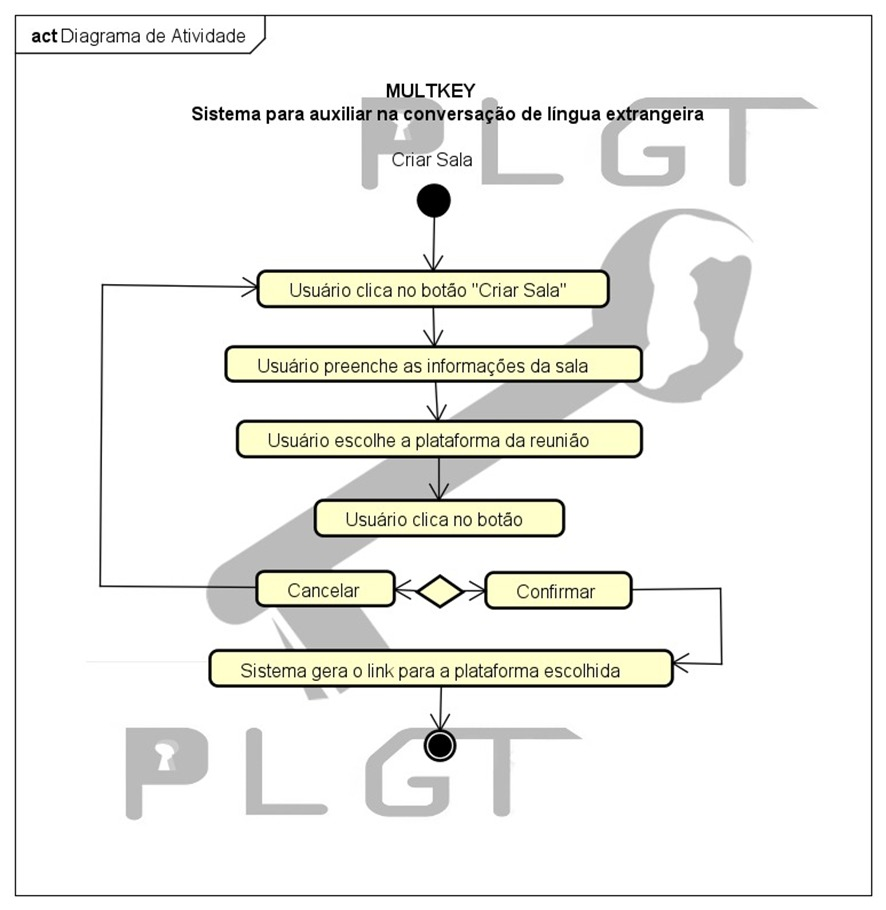 act Diagrama de Atividade
MULTKEY
Sistema para auxiliar na conversação de língua extrangeira
PLGT
Criar Sala
Usuário clica no botão "Criar Sala"
Usuário preenche as informações da sala
Usuário escolhe a plataforma da reunião
Usuário clica no botão
Cancelar
Confirmar
Sistema gera o link para a plataforma escolhida
PLGT